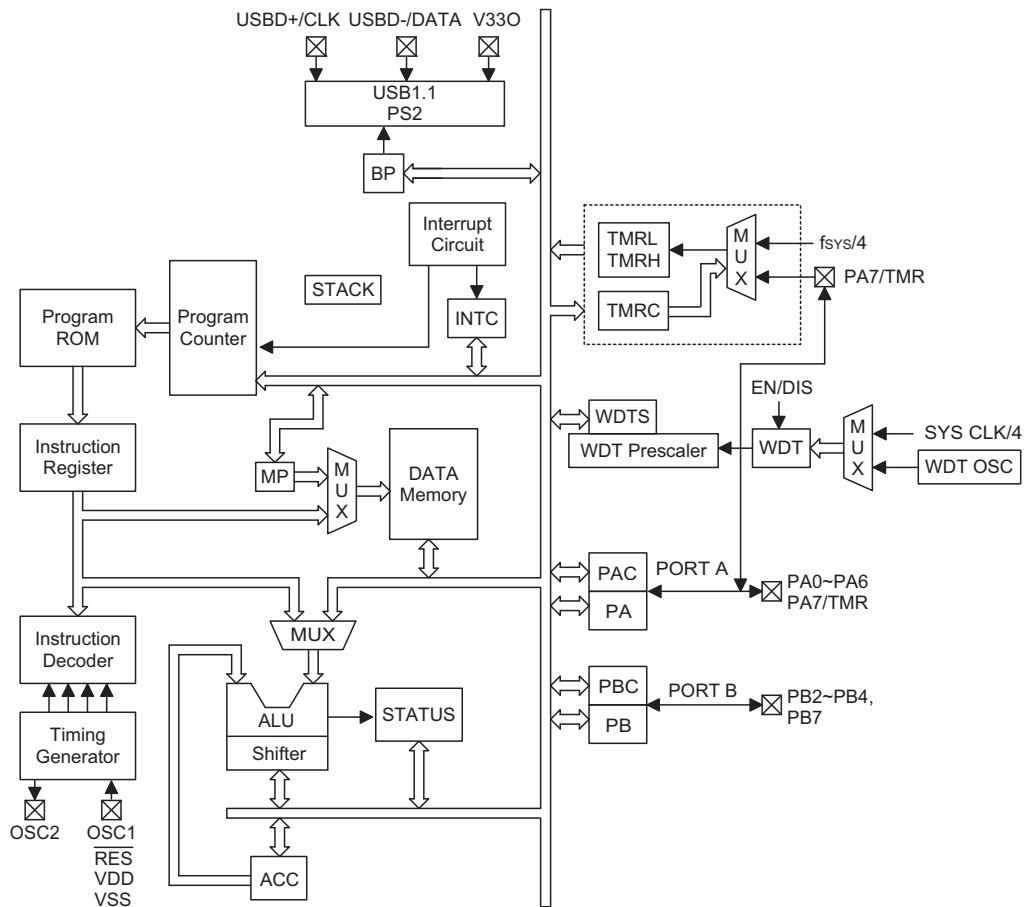 USBD+/CLK USBD-/DATA V33O
USB1.1
PS2
BP
Interrupt
Circuit
STACK
INTC
Program
ROM
Program
Counter
TMRL
TMRH
TMRC
MUX
fSYS/4
PA7/TMR
EN/DIS
WDTS
WDT Prescaler
WDT
MUX
SYS CLK/4
WDT OSC
Instruction
Register
MP
MUX
DATA
Memory
PAC
PA
PORT A
PA0~PA6
PA7/TMR
MUX
Instruction
Decoder
ALU
Shifter
STATUS
PBC
PB
PORT B
PB2~PB4,
PB7
Timing
Generator
OSC2
OSC1
RES
VDD
VSS
ACC